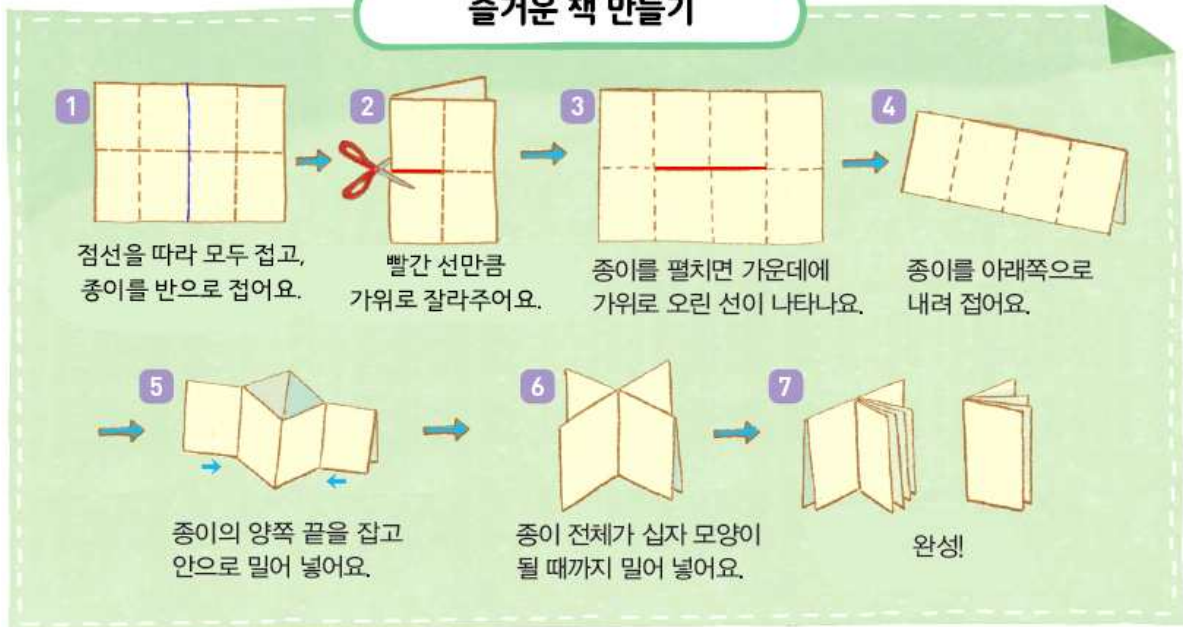 즐거운 책 만들기
1
2
3
4
점선을 따라 모두 접고,
종이를 반으로 접어요.
빨간 선만큼
가위로 잘라주어요.
종이를 펼치면 가운데에
가위로 오린 선이 나타나요.
종이를 아래쪽으로
내려 접어요.
5
6
7
종이의 양쪽 끝을 잡고
안으로 밀어 넣어요.
종이 전체가 십자 모양이
될 때까지 밀어 넣어요.
완성!